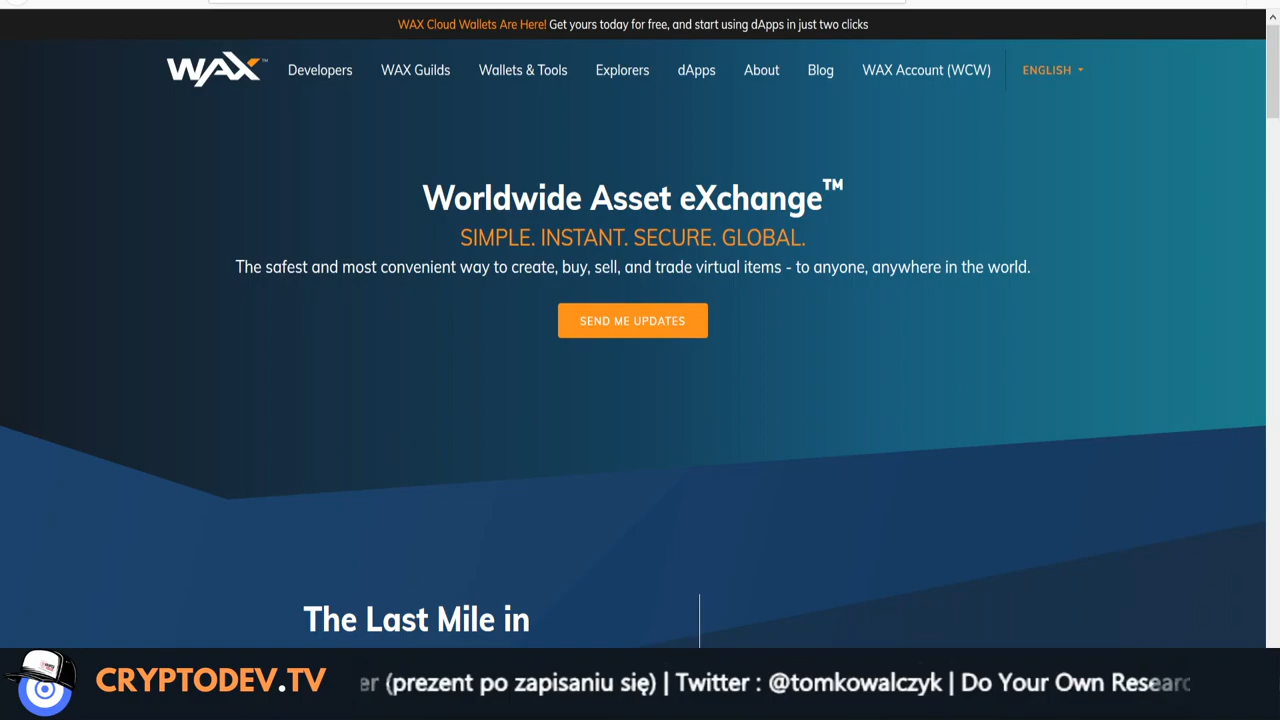 WAX Cloud Wallets Are Here! Get yours today for free, and start using dApps in just two clicks
WAX™ Developers WAX Guilds Wallets & Tools Explorers dApps About Blog WAX Account (WCW) ENGLISH
Worldwide Asset eXchange™
SIMPLE. INSTANT. SECURE. GLOBAL.
The safest and most convenient way to create, buy, sell, and trade virtual items - to anyone, anywhere in the world.
SEND ME UPDATES
The Last Mile in
CRYPTODEV.TV er (prezent po zapisaniu się) | Twitter : @tomkowalczyk | Do Your Own Researc